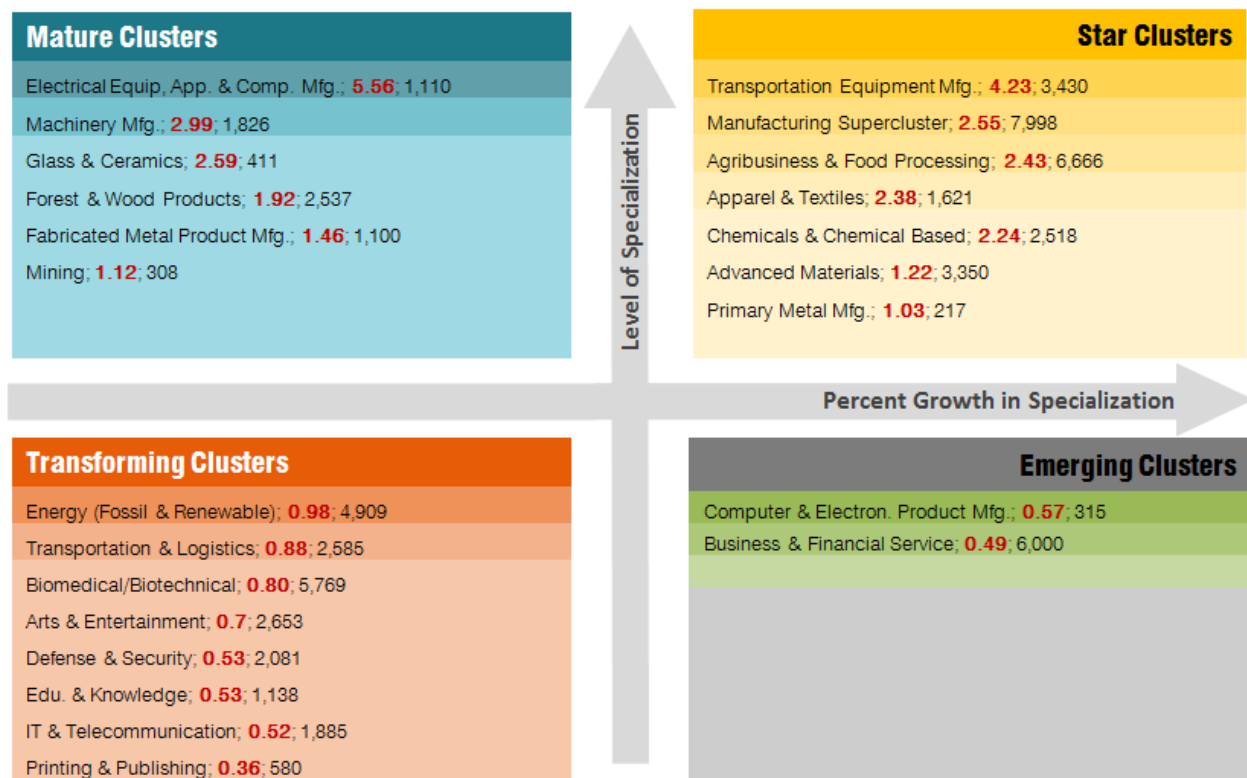 Mature Clusters
Electrical Equip, App. & Comp. Mfg.; 5.56; 1,110
Machinery Mfg.; 2.99; 1,826
Glass & Ceramics; 2.59; 411
Forest & Wood Products; 1.92; 2,537
Fabricated Metal Product Mfg.; 1.46; 1,100
Mining; 1.12; 308
Level of Specialization
Star Clusters
Transportation Equipment Mfg.; 4.23; 3,430
Manufacturing Supercluster; 2.55; 7,998
Agribusiness & Food Processing; 2.43; 6,666
Apparel & Textiles; 2.38; 1,621
Chemicals & Chemical Based; 2.24; 2,518
Advanced Materials; 1.22; 3,350
Primary Metal Mfg.; 1.03; 217
Percent Growth in Specialization
Transforming Clusters
Energy (Fossil & Renewable); 0.98; 4,909
Transportation & Logistics; 0.88; 2,585
Biomedical/Biotechnical; 0.80; 5,769
Arts & Entertainment; 0.7; 2,653
Defense & Security; 0.53; 2,081
Edu. & Knowledge; 0.53; 1,138
IT & Telecommunication; 0.52; 1,885
Printing & Publishing; 0.36; 580
Emerging Clusters
Computer & Electron. Product Mfg.; 0.57; 315
Business & Financial Service; 0.49; 6,000